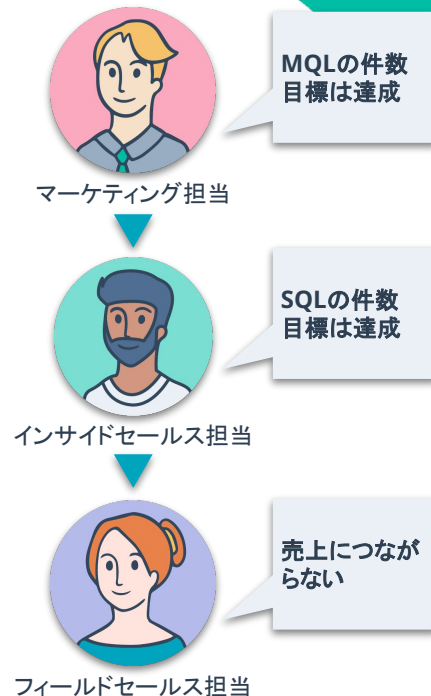 MQLの件数
目標は達成
マーケティング担当
SQLの件数
目標は達成
インサイドセールス担当
売上につなが
らない
フィールドセールス担当